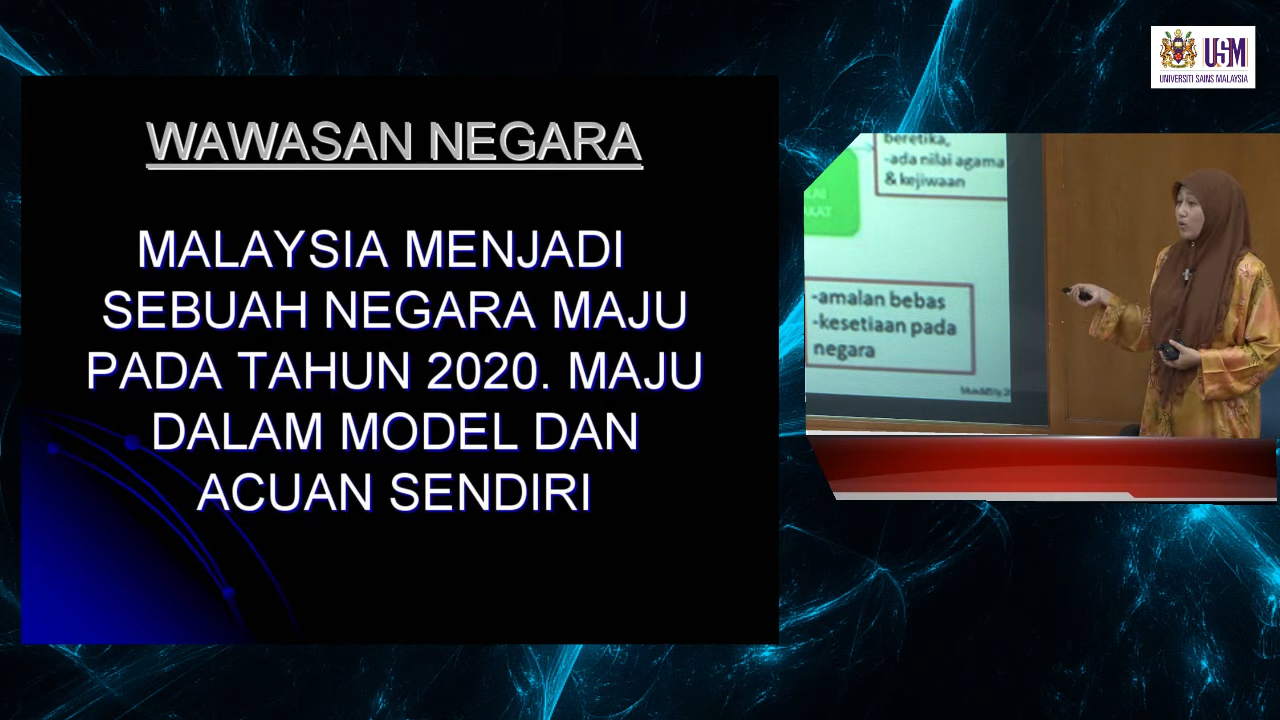 WAWASAN NEGARA
MALAYSIA MENJADI
SEBUAH NEGARA MAJU
PADA TAHUN 2020. MAJU
DALAM MODEL DAN
ACUAN SENDIRI
USM
UNIVERSITI SAINS MALAYSIA
beretika,
-ada nilai agama
& kejiwaan
-amalan bebas
-kesetiaan pada
negara